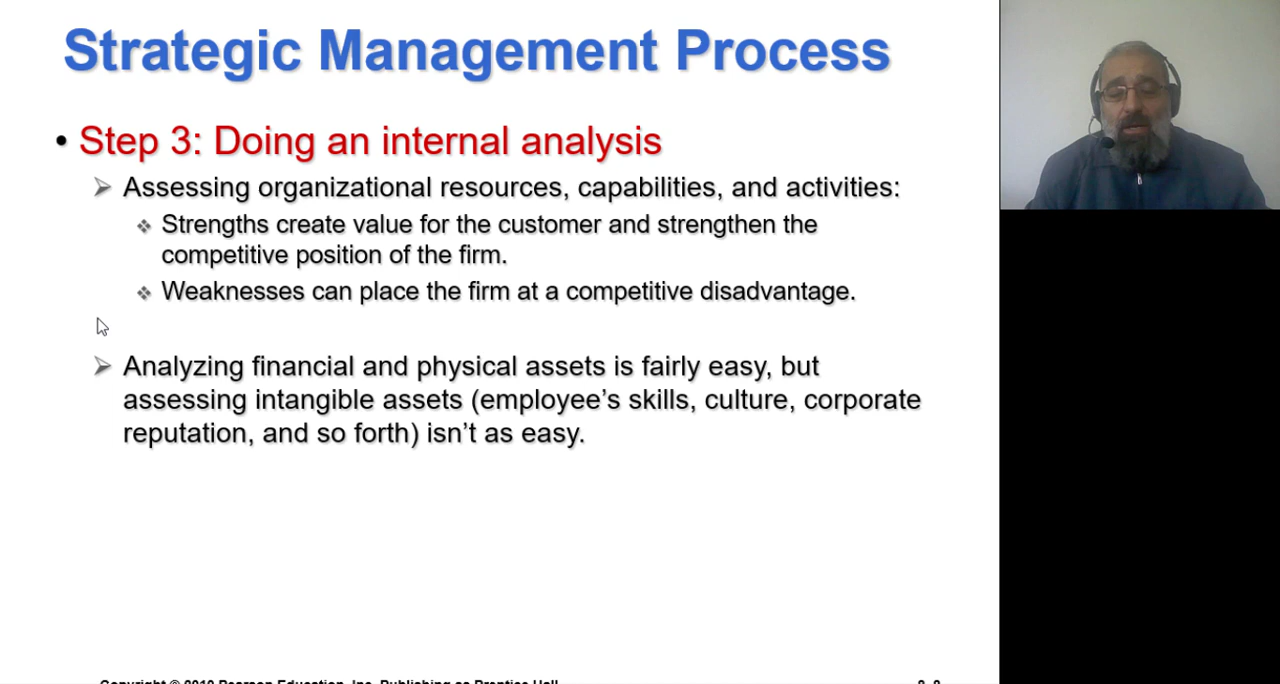 Strategic Management Process
• Step 3: Doing an internal analysis
➢ Assessing organizational resources, capabilities, and activities:
❖ Strengths create value for the customer and strengthen the
competitive position of the firm.
❖ Weaknesses can place the firm at a competitive disadvantage.
➢ Analyzing financial and physical assets is fairly easy, but
assessing intangible assets (employee’s skills, culture, corporate
reputation, and so forth) isn’t as easy.
Pearson Education, Inc. Publishing as Prentice Hall